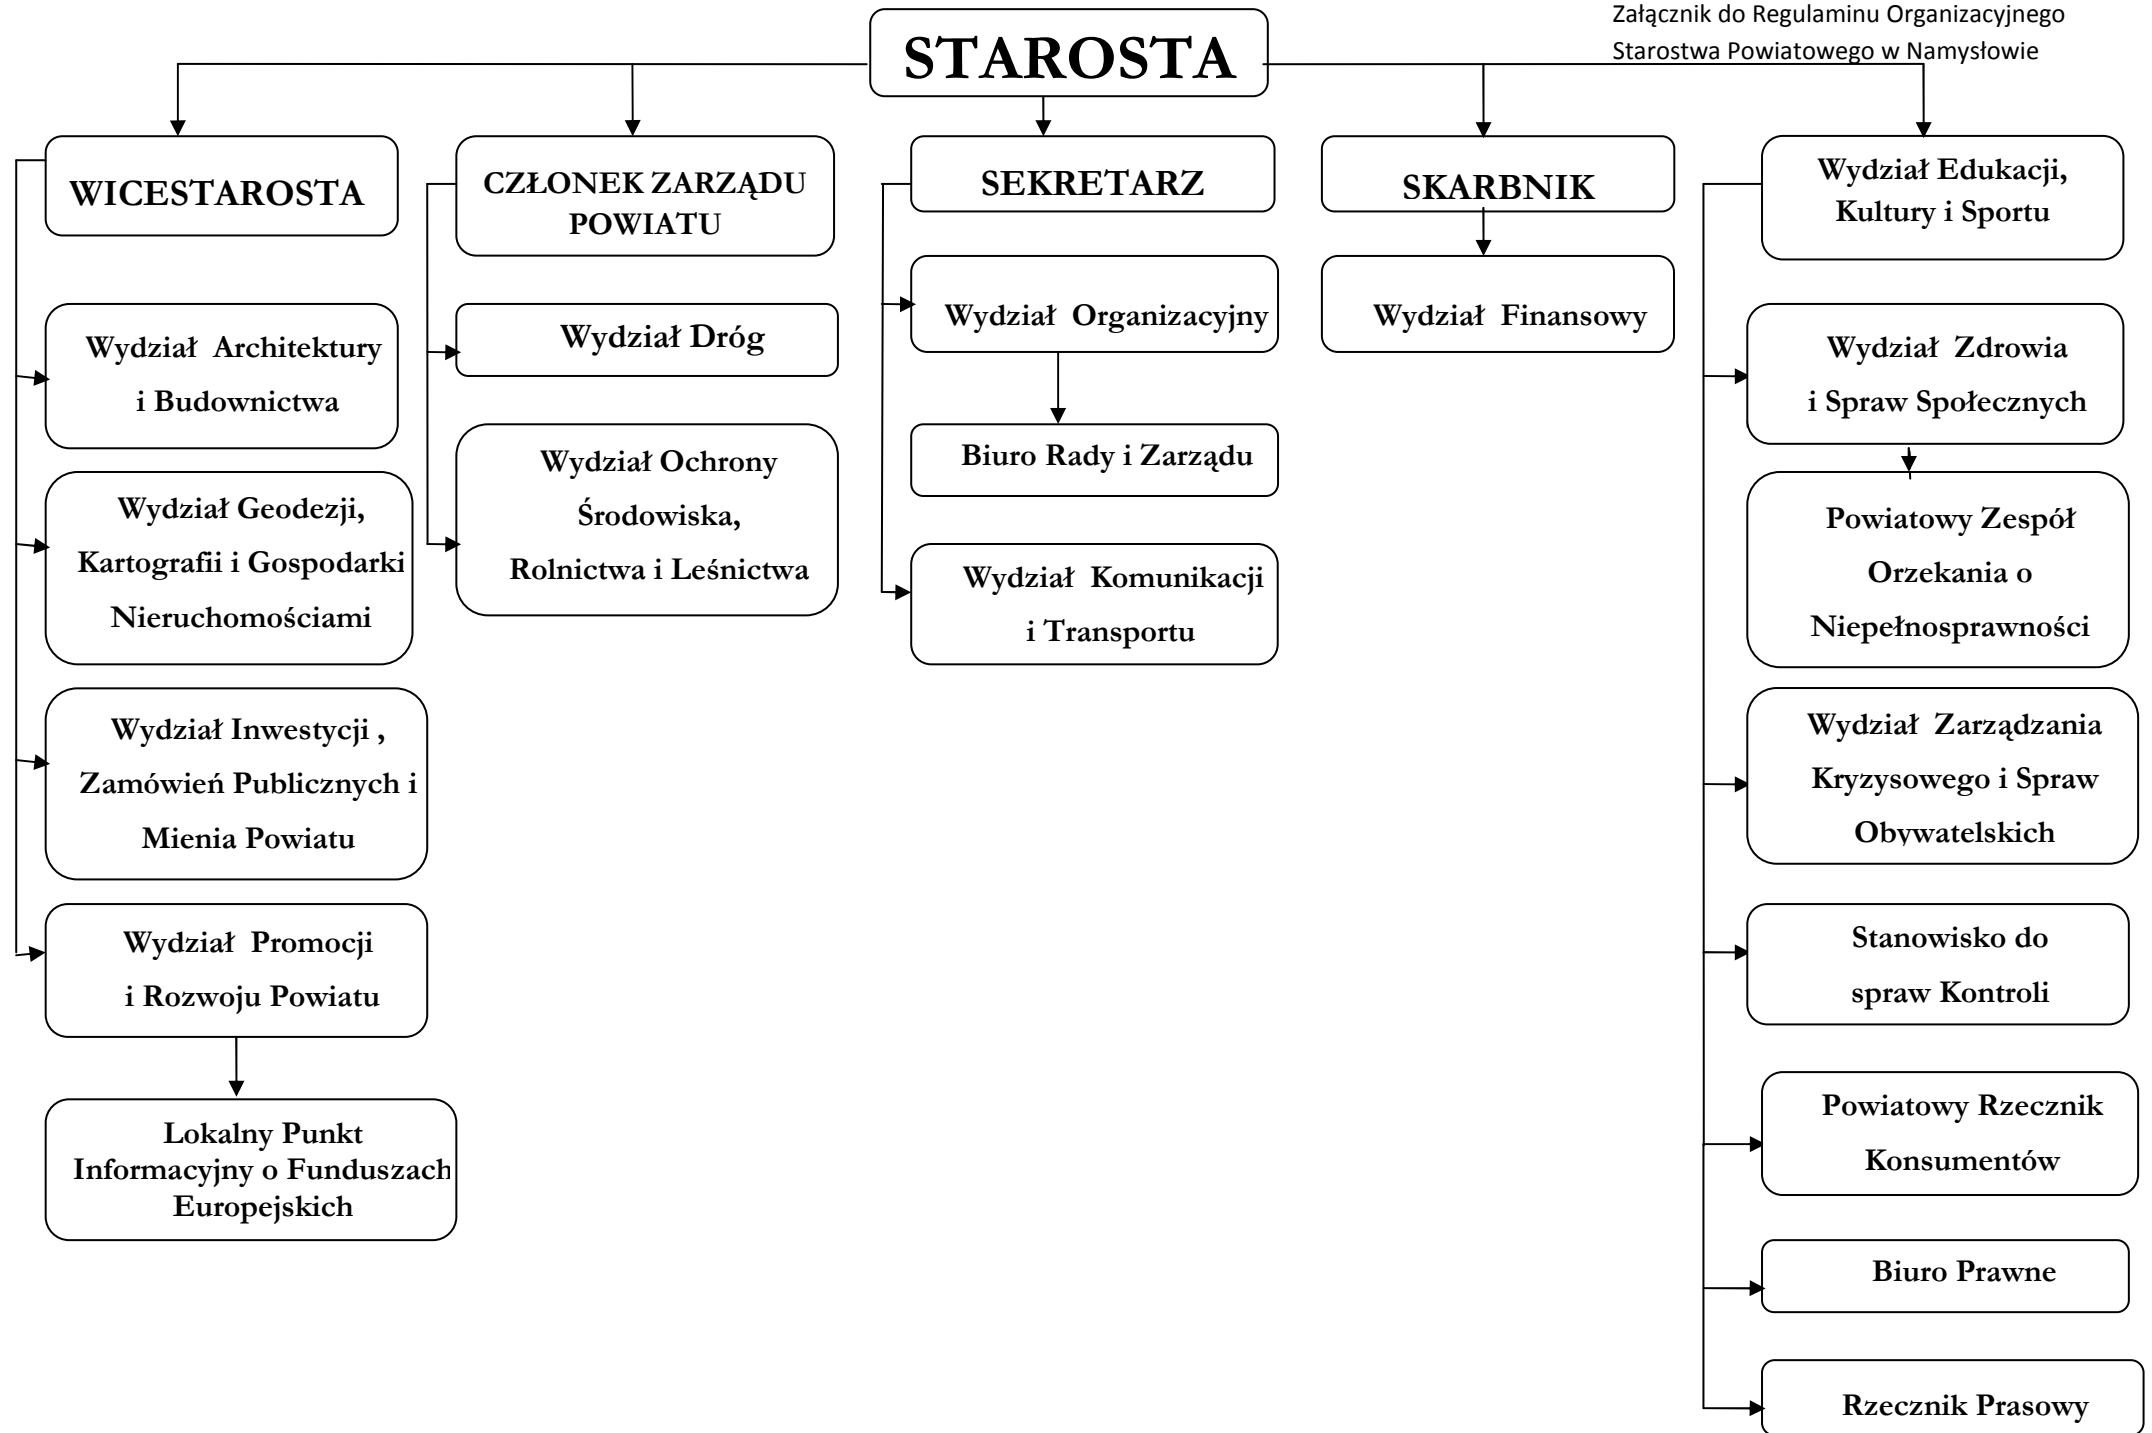 Załącznik do Regulaminu Organizacyjnego
Starostwa Powiatowego w Namysłowie
STAROSTA
WICESTAROSTA
Wydział Architektury
i Budownictwa
Wydział Geodezji,
Kartografii i Gospodarki
Nieruchomościami
Wydział Inwestycji ,
Zamówień Publicznych i
Mienia Powiatu
Wydział Promocji
i Rozwoju Powiatu
Lokalny Punkt
Informacyjny o Funduszach
Europejskich
CZŁONEK ZARZĄDU
POWIATU
Wydział Dróg
Wydział Ochrony
Środowiska,
Rolnictwa i Leśnictwa
SEKRETARZ
Wydział Organizacyjny
Biuro Rady i Zarządu
Wydział Komunikacji
i Transportu
SKARBNIK
Wydział Finansowy
Wydział Edukacji,
Kultury i Sportu
Wydział Zdrowia
i Spraw Społecznych
Powiatowy Zespół
Orzekania o
Niepełnosprawności
Wydział Zarządzania
Kryzysowego i Spraw
Obywatelskich
Stanowisko do
spraw Kontroli
Powiatowy Rzecznik
Konsumentów
Biuro Prawne
Rzecznik Prasowy